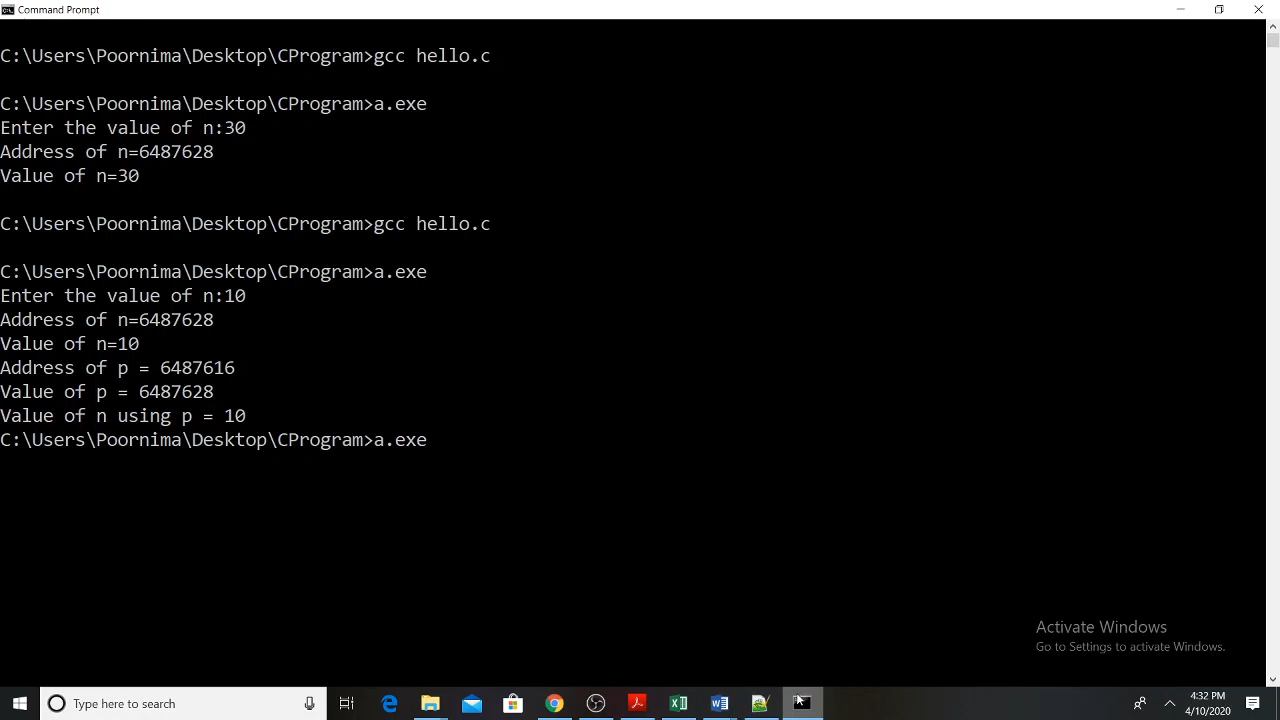 Command Prompt
C:\Users\Poornima\Desktop\CProgram>gcc hello.c
C:\Users\Poornima\Desktop\CProgram>a.exe
Enter the value of n:30
Address of n=6487628
Value of n=30
C:\Users\Poornima\Desktop\CProgram>gcc hello.c
C:\Users\Poornima\Desktop\CProgram>a.exe
Enter the value of n:10
Address of n=6487628
Value of n=10
Address of p = 6487616
Value of p = 6487628
Value of n using p = 10
C:\Users\Poornima\Desktop\CProgram>a.exe
Activate Windows
Go to Settings to activate Windows.
Type here to search
4:32 PM
4/10/2020